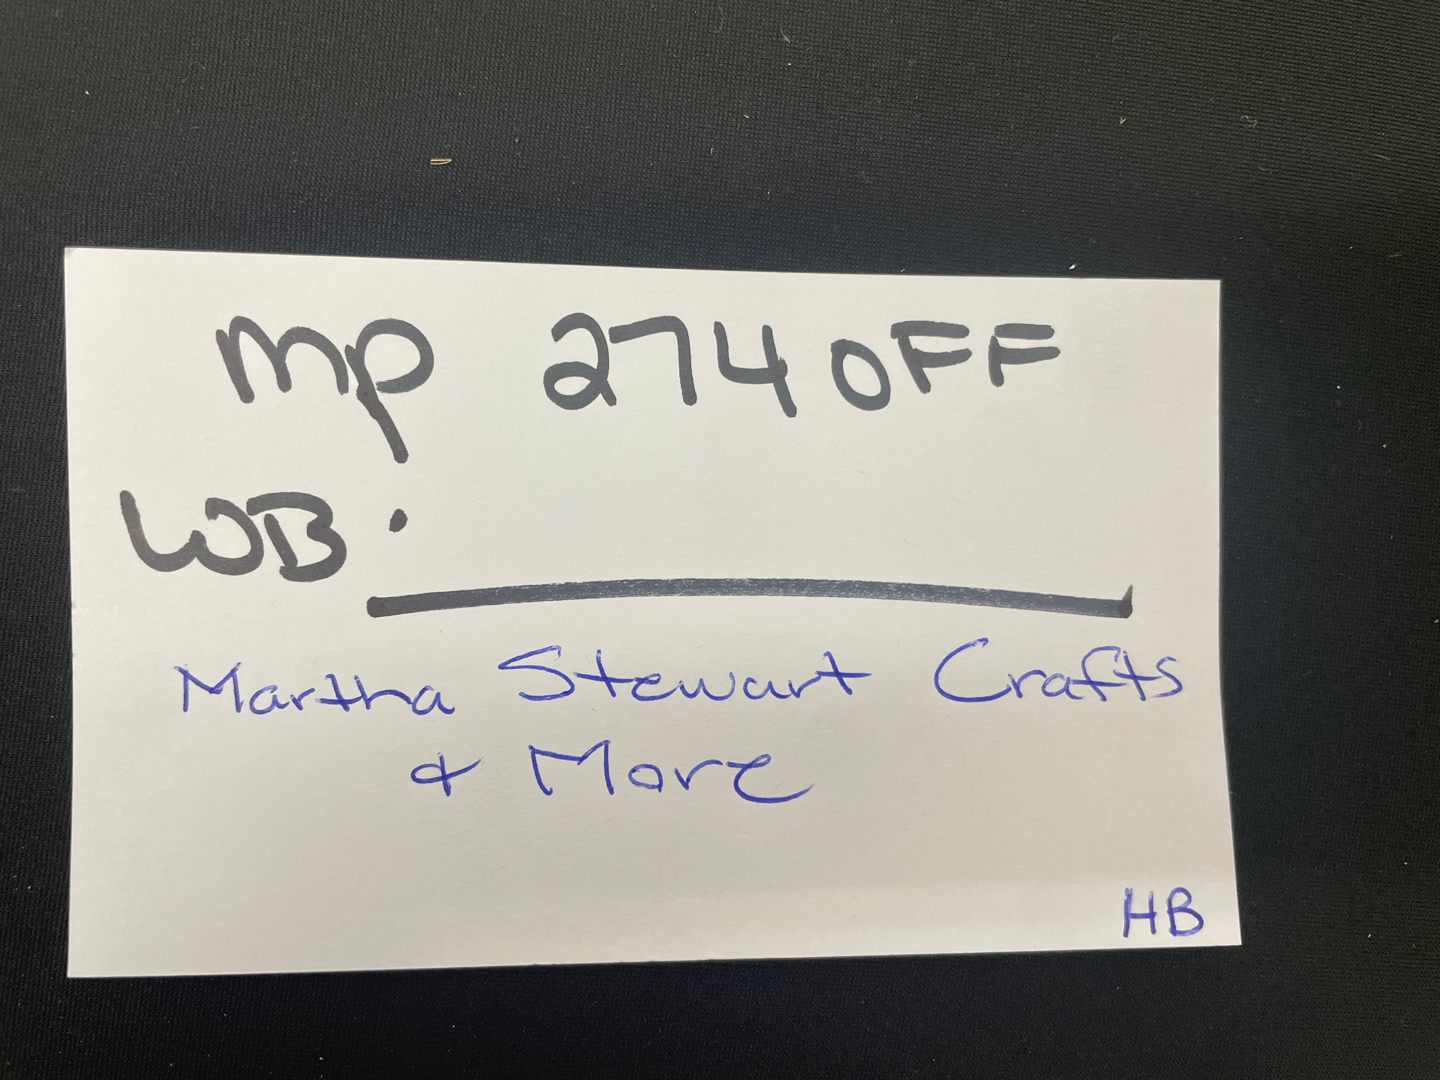 mp 274 OFF
WB:
Martha Stewart Crafts
& More
HB